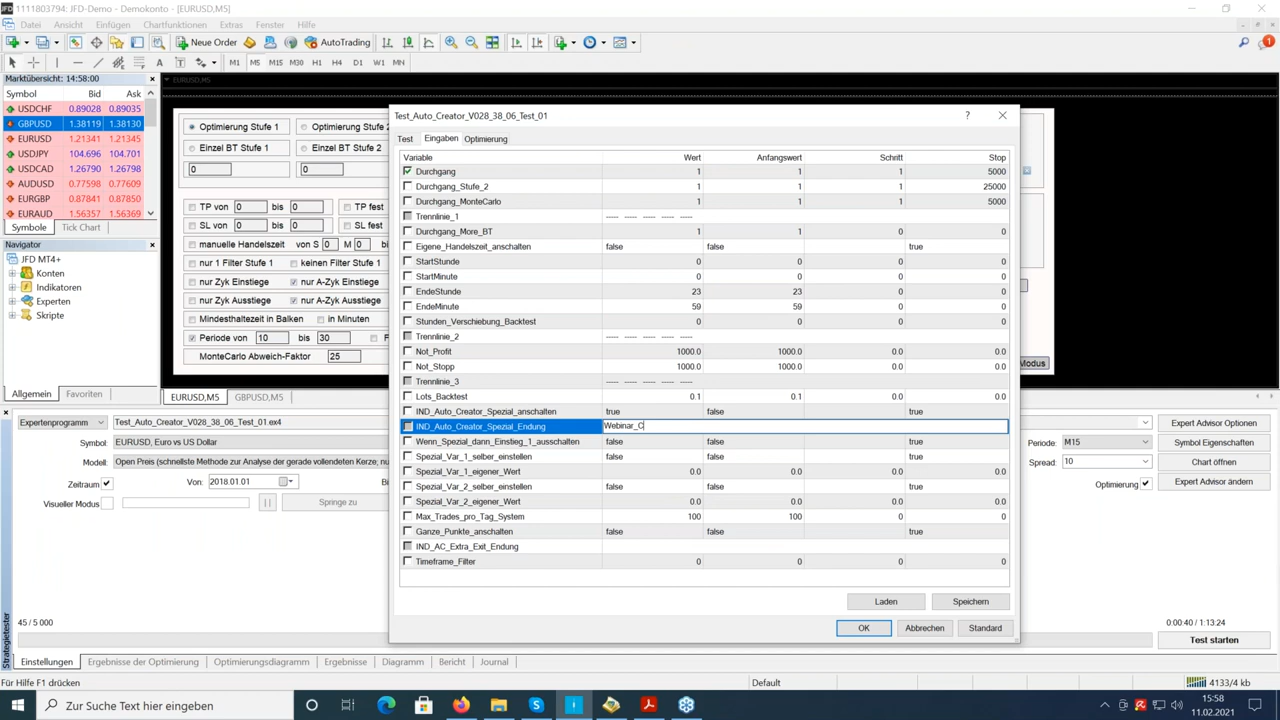 1111803794: JFD-Demo - Demokonto - [EURUSD,M5]
Datei Ansicht Einfügen Chartfunktionen Extras Fenster Hilfe
New Order AutoTrading
M1 M5 M15 M30 H1 H4 D1 W1 MN
Marktübersicht: 14:58:00
Symbol Bid Ask
USDCHF 0.89028 0.89035
GBPUSD 1.38119 1.38130
EURUSD 1.21341 1.21345
USDJPY 104.696 104.701
USDCAD 1.26790 1.26798
AUDUSD 0.77598 0.77609
EURGBP 0.87841 0.87850
EURAUD 1.56357 1.56369
Symbole Tick Chart
Navigator
JFD MT4+
Konten
Indikatoren
Experten
Skripte
Allgemein Favoriten
EURUSD,M5
Optimierung Stufe 1 Optimierung Stufe 2
Einzel BT Stufe 1 Einzel BT Stufe 2
0 0
TP von 0 bis 0 TP fest
SL von 0 bis 0 SL fest
manuelle Handelszeit von S 0 M 0
nur 1 Filter Stufe 1 keinen Filter Stufe 1
nur Zyk Einstiege nur A-Zyk Einstiege
nur Zyk Ausstiege nur A-Zyk Ausstiege
Mindesthaltezeit in Balken in Minuten
Periode von 10 bis 30 F
MonteCarlo Abweich-Faktor 25
Modus
EURUSD,M5 GBPUSD,M5
Test_Auto_Creator_V028_38_06_Test_01
Test Eingaben Optimierung
Variable Wert Anfangswert Schritt Stop
Durchgang 1 1 1 5000
Durchgang_Stufe_2 1 1 1 25000
Durchgang_MonteCarlo 1 1 1 5000
Trennlinie_1 ----- ----- ----- ----- -----
Durchgang_More_BT 1 1 0 0
Eigene_Handelszeit_anschalten false false true
StartStunde 0 0 0 0
StartMinute 0 0 0 0
EndeStunde 23 23 0 0
EndeMinute 59 59 0 0
Stunden_Verschiebung_Backtest 0 0 0 0
Trennlinie_2 ----- ----- ----- ----- -----
Not_Profit 1000.0 1000.0 0.0 0.0
Not_Stopp 1000.0 1000.0 0.0 0.0
Trennlinie_3 ----- ----- ----- ----- -----
Lots_Backtest 0.1 0.1 0.0 0.0
IND_Auto_Creator_Spezial_anschalten true false true
IND_Auto_Creator_Spezial_Endung Webinar_C
Wenn_Spezial_dann_Einstieg_1_ausschalten false false true
Spezial_Var_1_selber_einstellen false false true
Spezial_Var_1_eigener_Wert 0.0 0.0 0.0 0.0
Spezial_Var_2_selber_einstellen false false true
Spezial_Var_2_eigener_Wert 0.0 0.0 0.0 0.0
Max_Trades_pro_Tag_System 100 100 0 0
Ganze_Punkte_anschalten false false true
IND_AC_Extra_Exit_Endung
Timeframe_Filter 0 0 0 0
Laden Speichern
OK Abbrechen Standard
Expertenprogramm Test_Auto_Creator_V028_38_06_Test_01.ex4 Expert Advisor Optionen
Symbol: EURUSD, Euro vs US Dollar Periode: M15 Symbol Eigenschaften
Modell: Open Preis (schnellste Methode zur Analyse der gerade vollendeten Kerze; nu Spread: 10 Chart öffnen
Zeitraum Von: 2018.01.01 Bi Optimierung Expert Advisor ändern
Visueller Modus Springe zu
45 / 5 000 0:00:40 / 1:13:24
Test starten
Strategietester
Einstellungen Ergebnisse der Optimierung Optimierungsdiagramm Ergebnisse Diagramm Bericht Journal
Für Hilfe F1 drücken Default 4133/4 kb
Zur Suche Text hier eingeben 15:58
11.02.2021